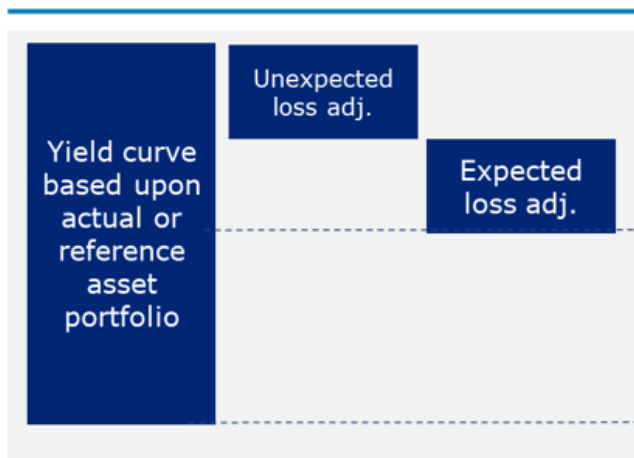 Yield curve
based upon
actual or
reference
asset
portfolio
Unexpected
loss adj.
Expected
loss adj.